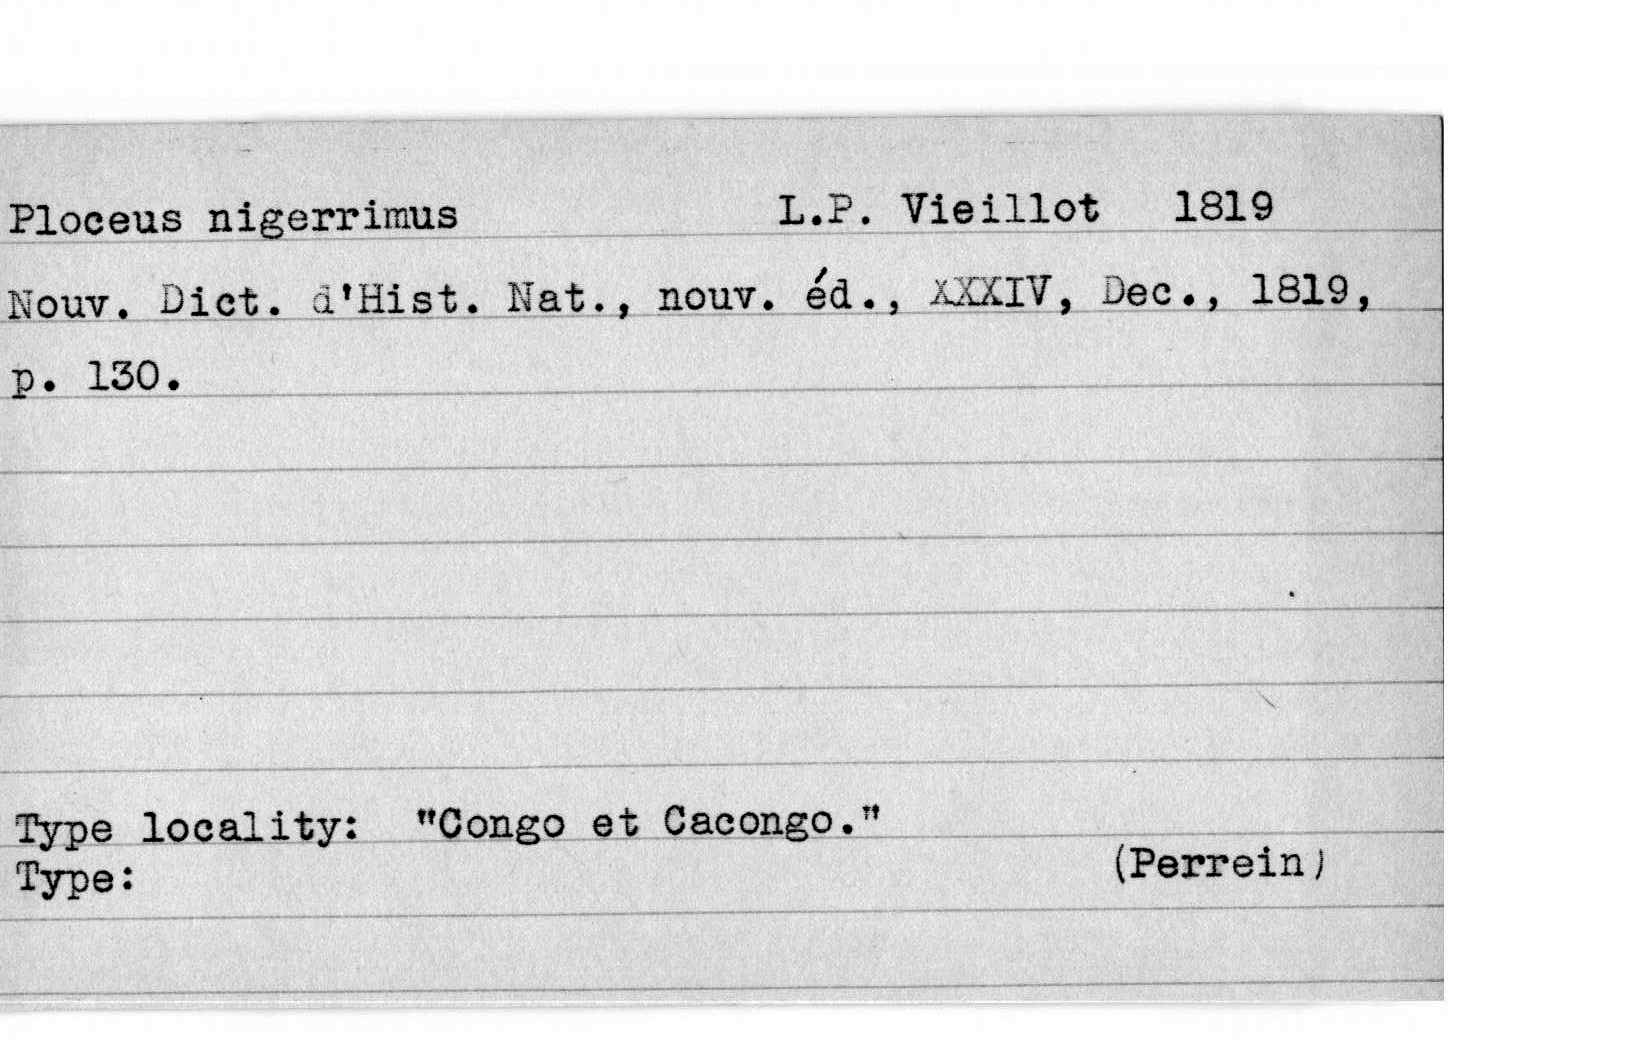 Ploceus nigerrimus L.P. Vieillot 1819
Nouv. Dict. d'Hist. Nat., nouv. éd., XXXIV, Dec., 1819,
p. 130.
Type locality: "Congo et Cacongo."
Type: (Perrein)